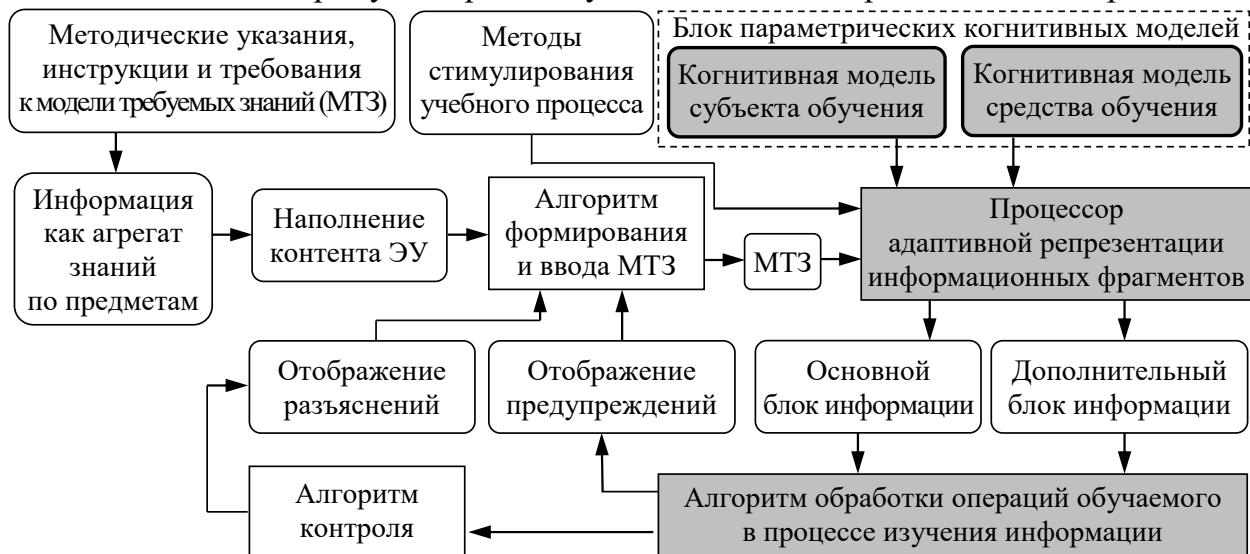 Методические указания,
инструкции и требования
к модели требуемых знаний (МТЗ)
Методы
стимулирования
учебного процесса
Блок параметрических когнитивных моделей
Когнитивная модель
субъекта обучения
Когнитивная модель
средства обучения
Информация
как агрегат
знаний
по предметам
Наполнение
контента ЭУ
Алгоритм
формирования
и ввода МТЗ
МТЗ
Процессор
адаптивной репрезентации
информационных фрагментов
Отображение
разъяснений
Отображение
предупреждений
Основной
блок информации
Дополнительный
блок информации
Алгоритм
контроля
Алгоритм обработки операций обучаемого
в процессе изучения информации